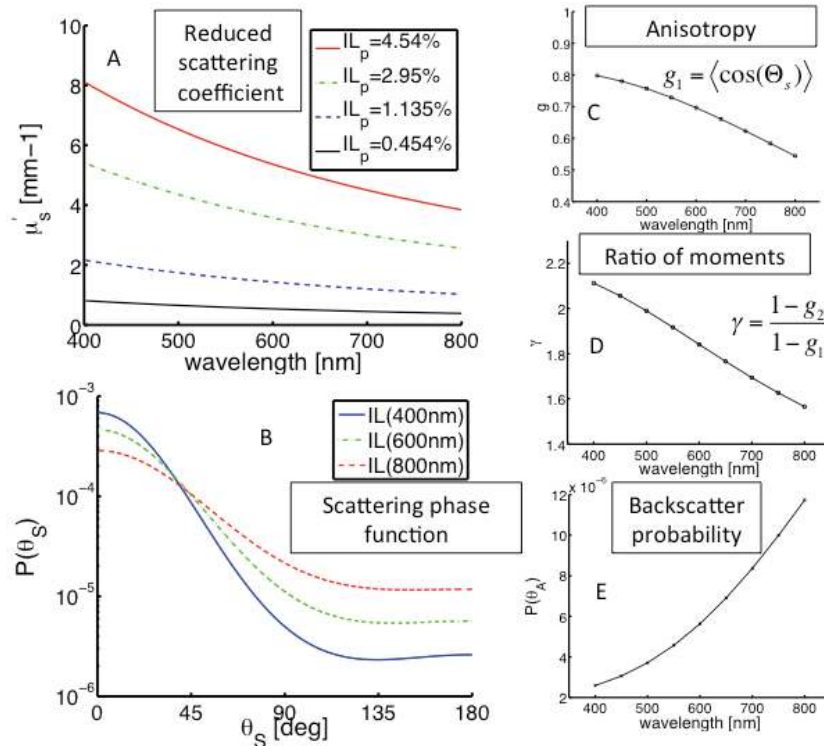 A
Reduced
scattering
coefficient
IL_p=4.54%
IL_p=2.95%
IL_p=1.135%
IL_p=0.454%
μ_s' [mm−1]
10
8
6
4
2
0
400 500 600 700 800
wavelength [nm]
B
IL(400nm)
IL(600nm)
IL(800nm)
Scattering phase
function
P(θ_S)
10^−3
10^−4
10^−5
10^−6
0 45 90 135 180
θ_S [deg]
Anisotropy
g_1 = ⟨cos(Θ_s)⟩
C
g
1
0.9
0.8
0.7
0.6
0.5
0.4
400 500 600 700 800
wavelength [nm]
Ratio of moments
γ = (1−g_2)/(1−g_1)
D
γ
2.2
2
1.8
1.6
1.4
400 500 600 700 800
wavelength [nm]
x 10^−6
Backscatter
probability
E
P(θ_A)
12
10
8
6
4
2
400 500 600 700 800
wavelength [nm]